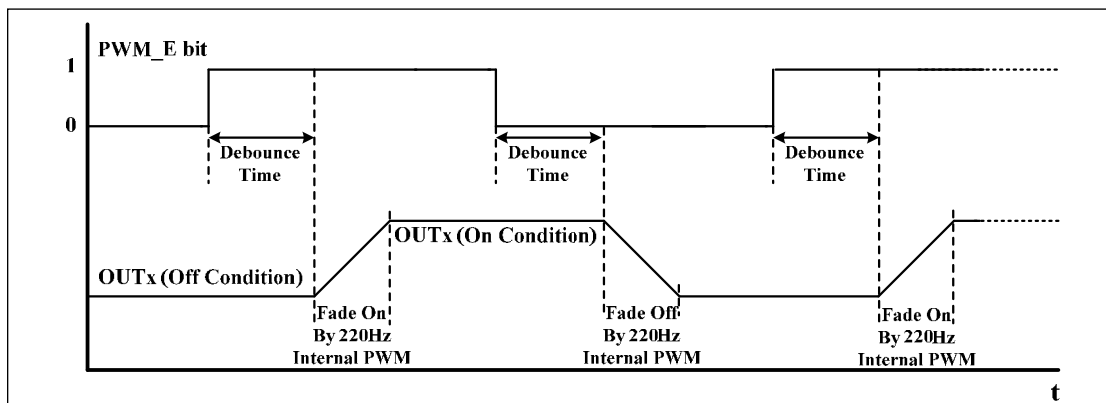 PWM_E bit
1
0
Debounce
Time
Debounce
Time
Debounce
Time
OUTx (On Condition)
OUTx (Off Condition)
Fade On
By 220Hz
Internal PWM
Fade Off
By 220Hz
Internal PWM
Fade On
By 220Hz
Internal PWM
t